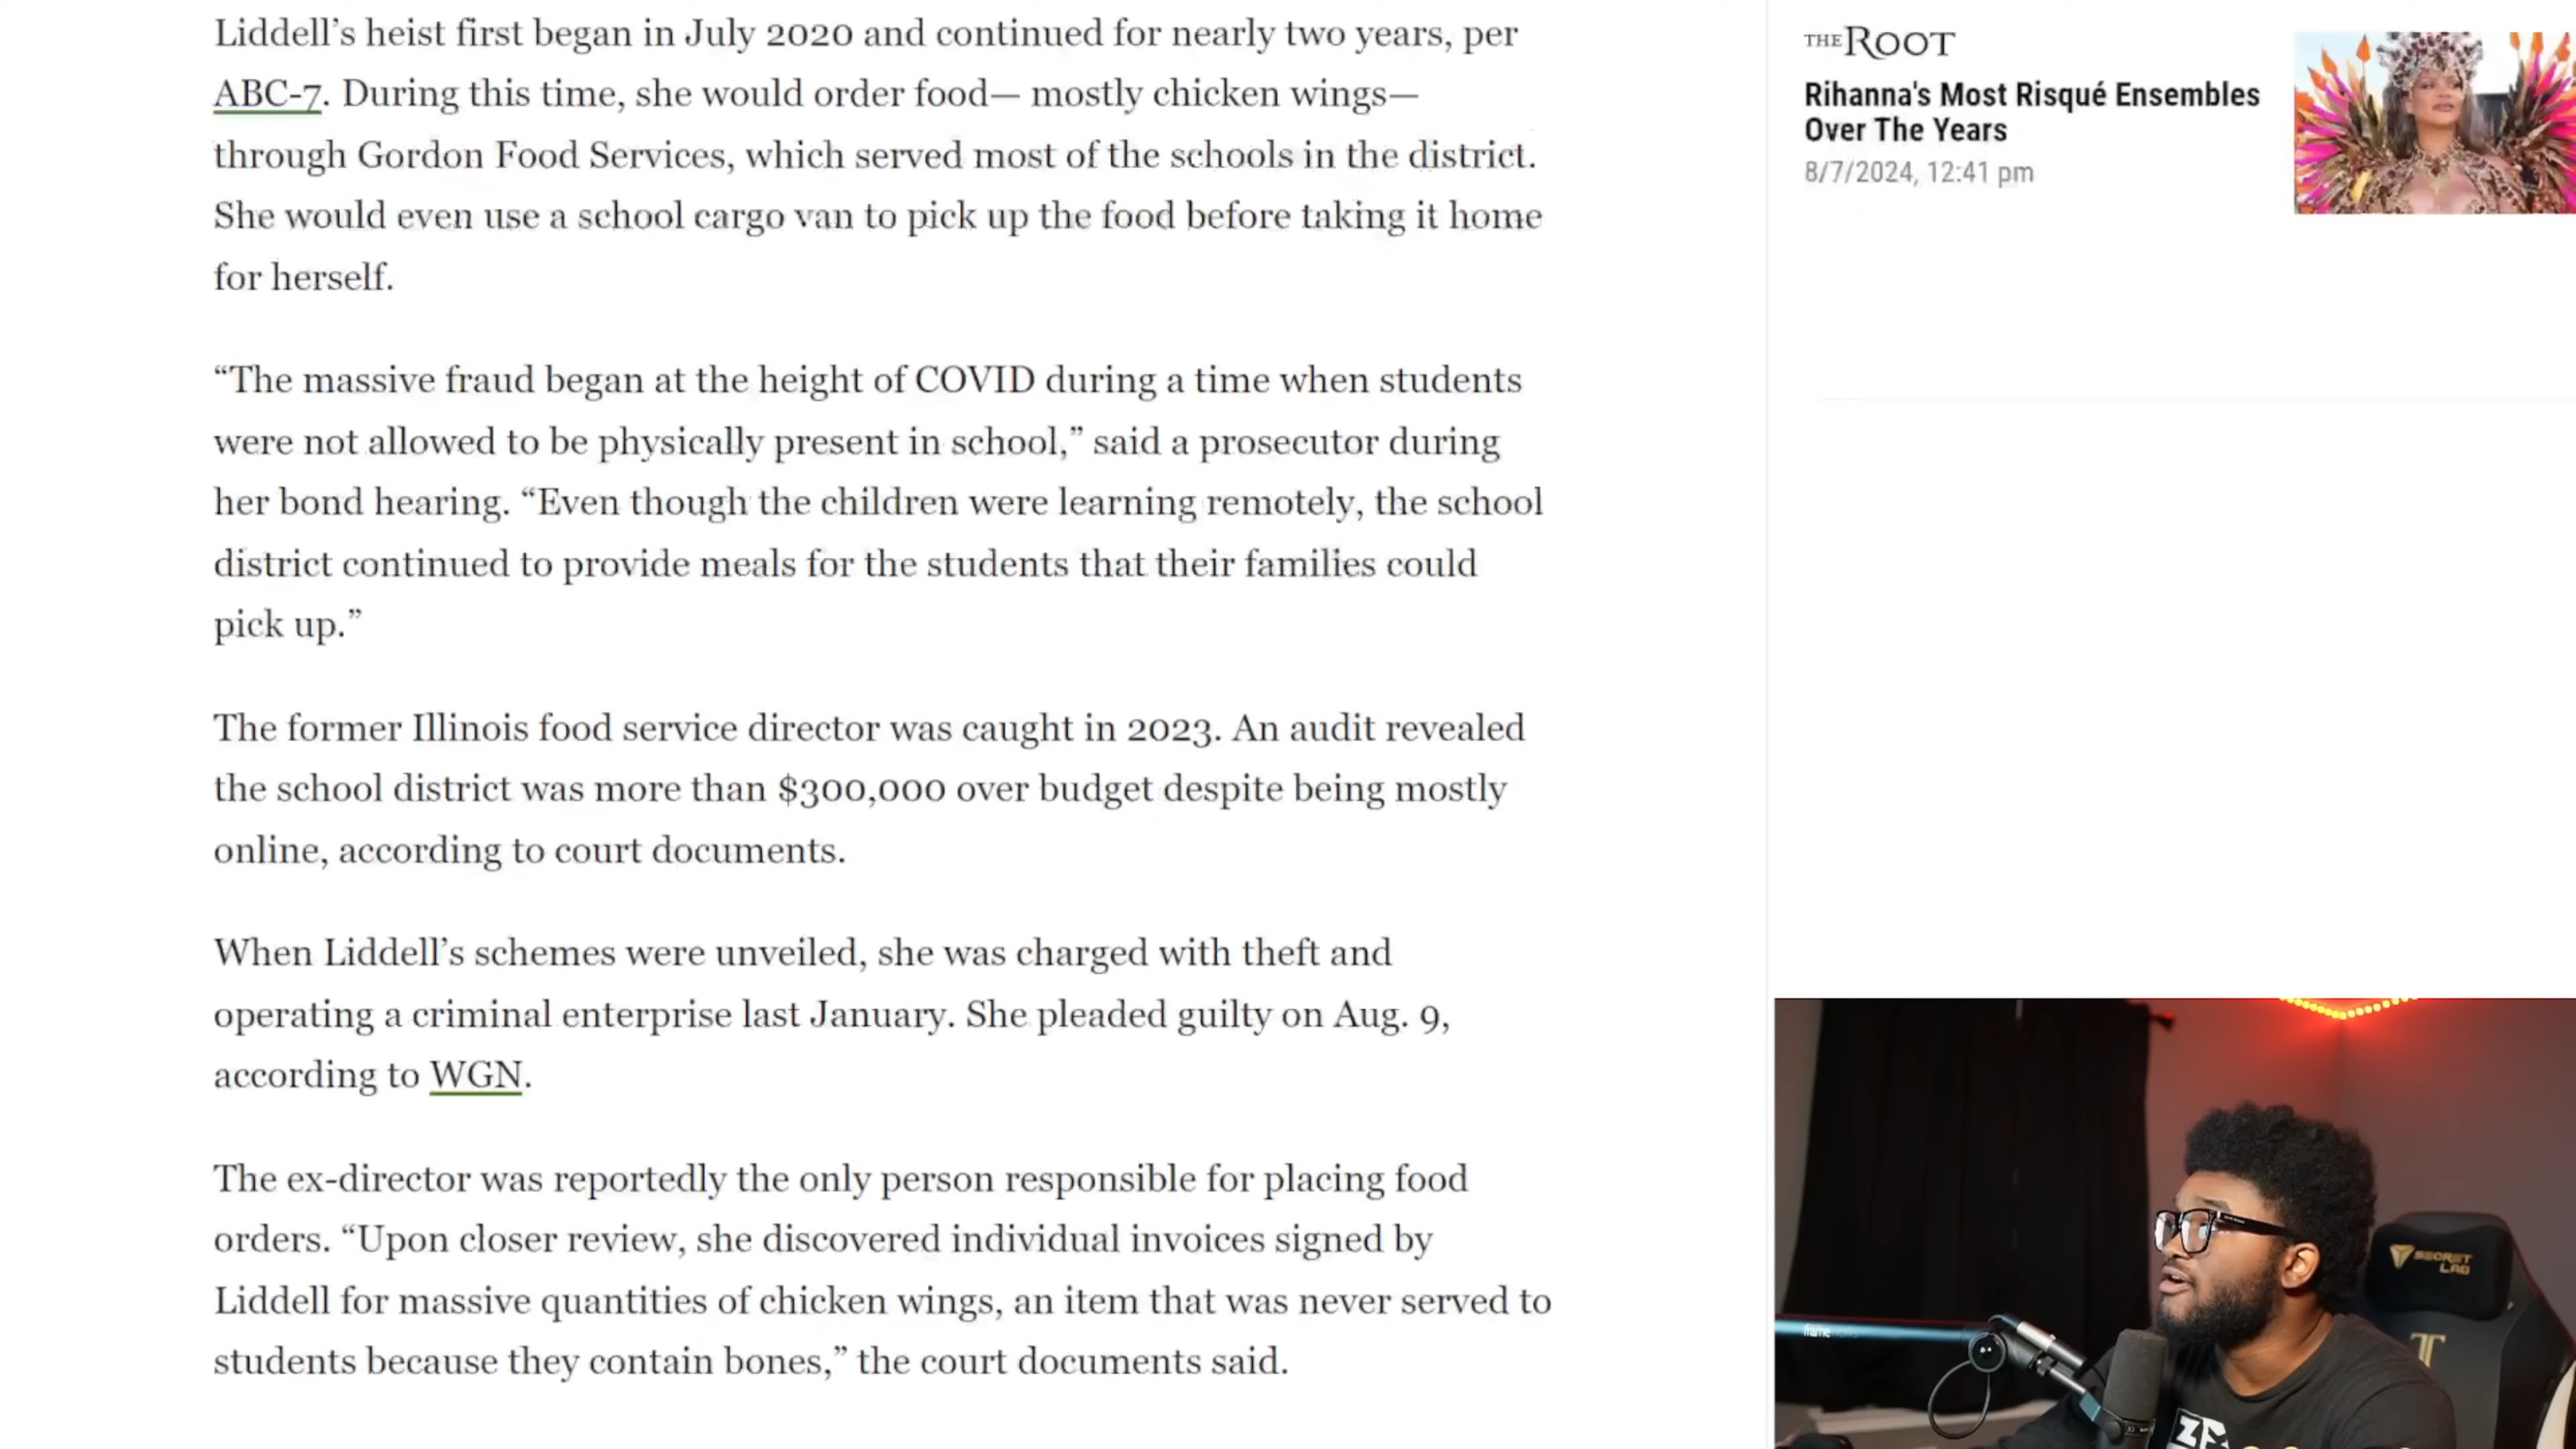 Liddell’s heist first began in July 2020 and continued for nearly two years, per
ABC-7. During this time, she would order food— mostly chicken wings—
through Gordon Food Services, which served most of the schools in the district.
She would even use a school cargo van to pick up the food before taking it home
for herself.
“The massive fraud began at the height of COVID during a time when students
were not allowed to be physically present in school,” said a prosecutor during
her bond hearing. “Even though the children were learning remotely, the school
district continued to provide meals for the students that their families could
pick up.”
The former Illinois food service director was caught in 2023. An audit revealed
the school district was more than $300,000 over budget despite being mostly
online, according to court documents.
When Liddell’s schemes were unveiled, she was charged with theft and
operating a criminal enterprise last January. She pleaded guilty on Aug. 9,
according to WGN.
The ex-director was reportedly the only person responsible for placing food
orders. “Upon closer review, she discovered individual invoices signed by
Liddell for massive quantities of chicken wings, an item that was never served to
students because they contain bones,” the court documents said.
THE ROOT
Rihanna's Most Risqué Ensembles
Over The Years
8/7/2024, 12:41 pm
SECRET
LAB
frame